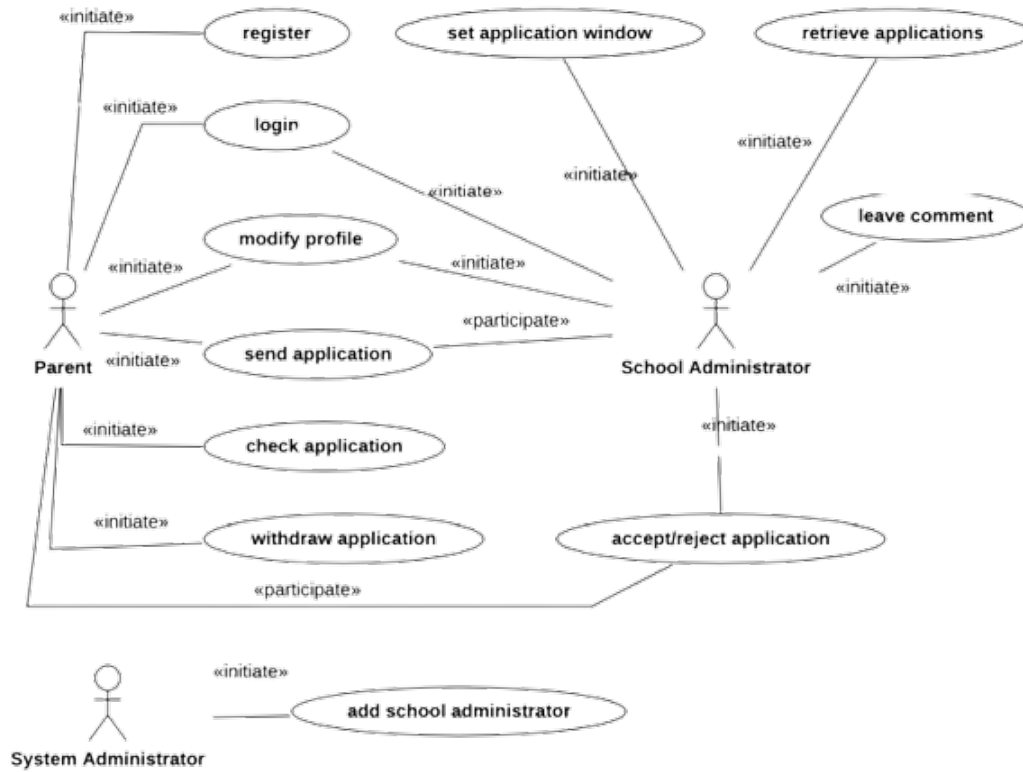 «initiate»
register
set application window
retrieve applications
«initiate»
login
«initiate»
«initiate»
«initiate»
«initiate»
leave comment
modify profile
«initiate»
«initiate»
«initiate»
«participate»
send application
«initiate»
Parent
School Administrator
«initiate»
«initiate»
check application
«initiate»
withdraw application
accept/reject application
«participate»
«initiate»
add school administrator
System Administrator